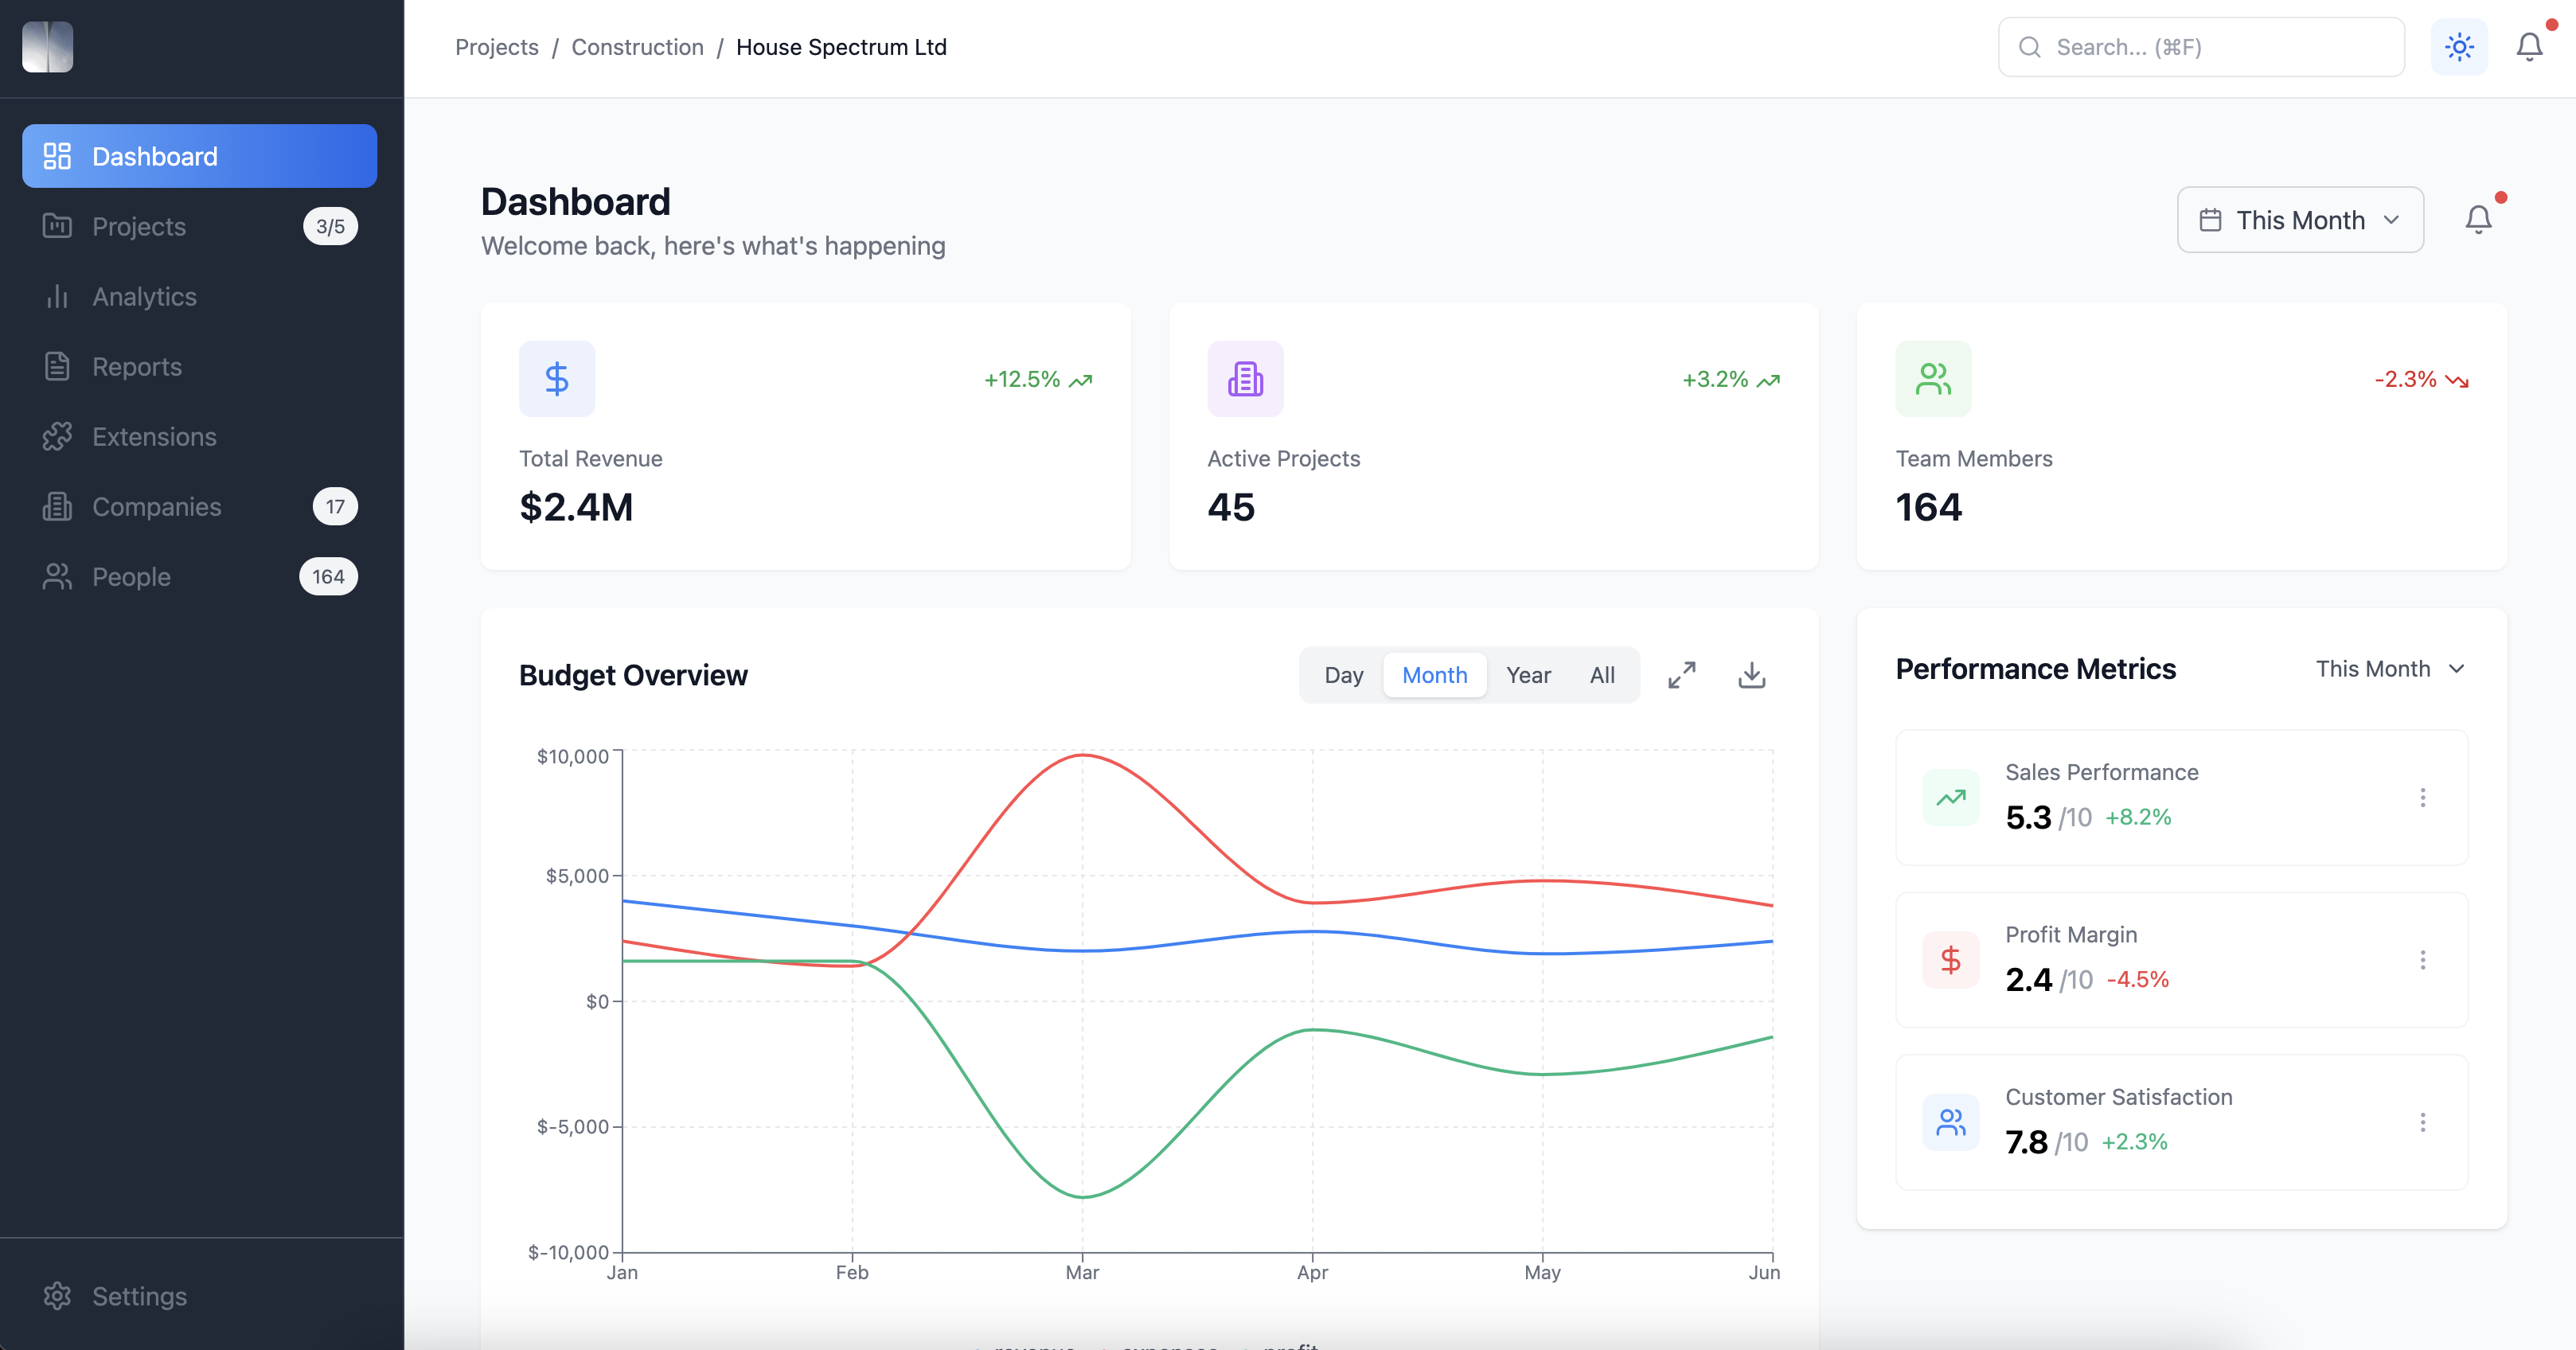 Projects / Construction / House Spectrum Ltd
Search... (⌘F)
Dashboard
Projects 3/5
Analytics
Reports
Extensions
Companies 17
People 164
Settings
Dashboard
Welcome back, here's what's happening
This Month
+12.5%
Total Revenue
$2.4M
+3.2%
Active Projects
45
-2.3%
Team Members
164
Budget Overview
Day Month Year All
$10,000
$5,000
$0
$-5,000
$-10,000
Jan Feb Mar Apr May Jun
revenue expenses profit
Performance Metrics
This Month
Sales Performance
5.3 /10 +8.2%
Profit Margin
2.4 /10 -4.5%
Customer Satisfaction
7.8 /10 +2.3%